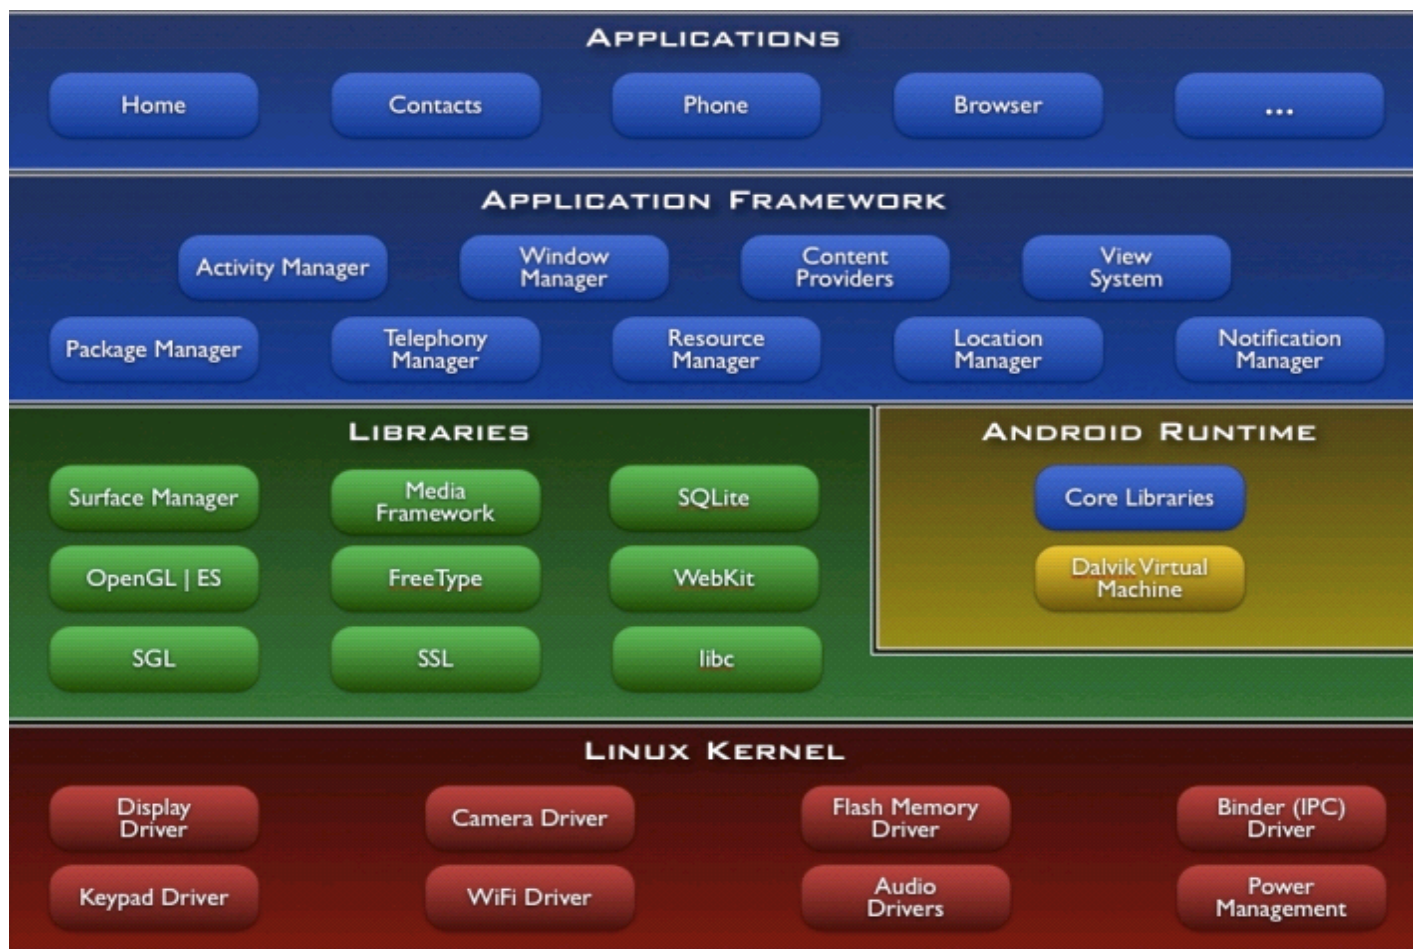 APPLICATIONS
Home
Contacts
Phone
Browser
...
APPLICATION FRAMEWORK
Activity Manager
Window
Manager
Content
Providers
View
System
Package Manager
Telephony
Manager
Resource
Manager
Location
Manager
Notification
Manager
LIBRARIES
Surface Manager
Media
Framework
SQLite
OpenGL | ES
FreeType
WebKit
SGL
SSL
libc
ANDROID RUNTIME
Core Libraries
Dalvik Virtual
Machine
LINUX KERNEL
Display
Driver
Camera Driver
Flash Memory
Driver
Binder (IPC)
Driver
Keypad Driver
WiFi Driver
Audio
Drivers
Power
Management